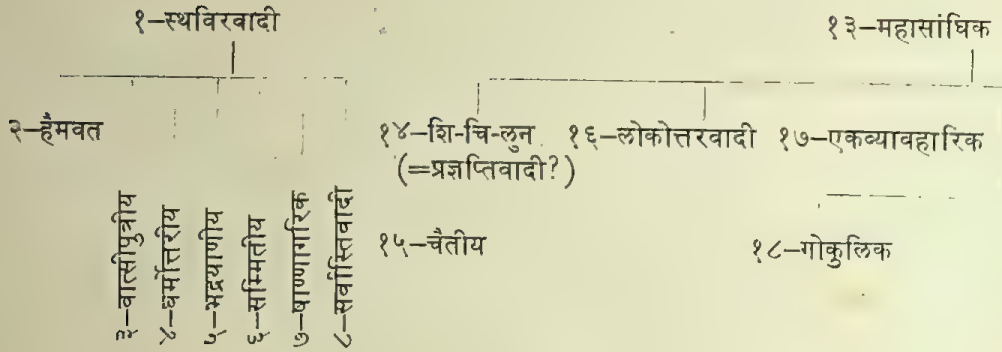 १—स्थविरवादी
१३—महासांघिक
२—हैमवत
१४—शि-चि-लुन
(=प्रज्ञप्तिवादी?)
१६—लोकोत्तरवादी
१७—एकव्यावहारिक
३—वात्सीपुत्रीय
४—धर्मोत्तरीय
५—भद्रयाणीय
६—सम्मितीय
७—षाण्णागरिक
८—सर्वास्तिवादी
१५—चैतीय
१८—गोकुलिक